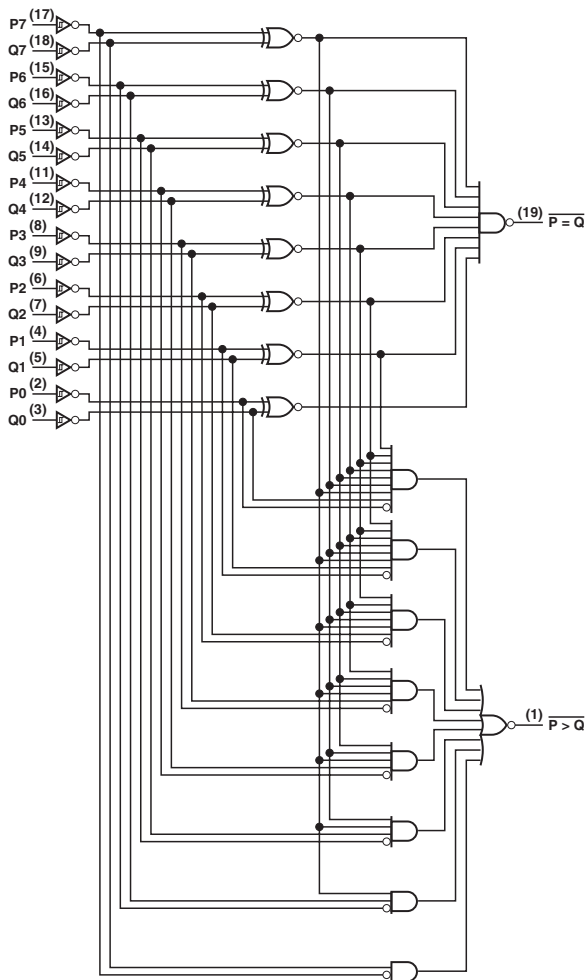 P7 (17)
Q7 (18)
P6 (15)
Q6 (16)
P5 (13)
Q5 (14)
P4 (11)
Q4 (12)
P3 (8)
Q3 (9)
P2 (6)
Q2 (7)
P1 (4)
Q1 (5)
P0 (2)
Q0 (3)
(19) P = Q
(1) P > Q